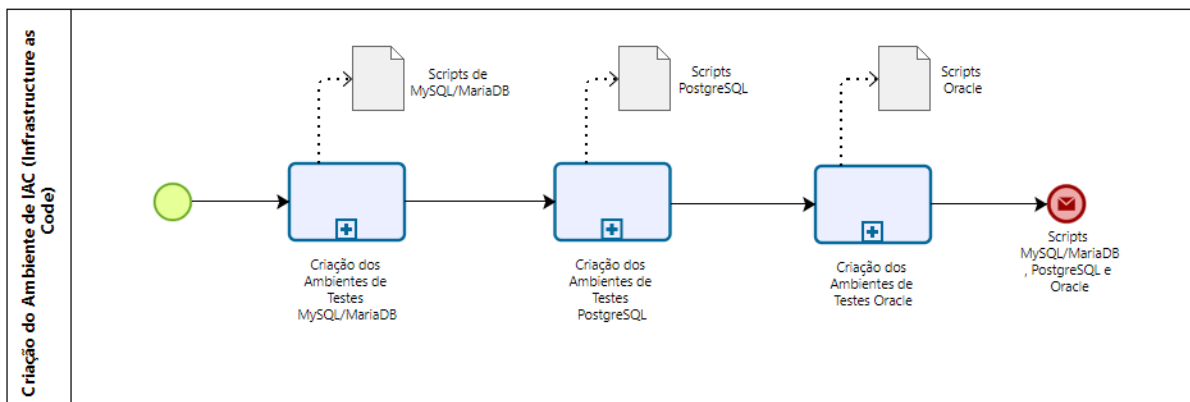 Criação do Ambiente de IAC (Infrastructure as
Code)
Scripts de
MySQL/MariaDB
Scripts
PostgreSQL
Scripts
Oracle
Criação dos
Ambientes de
Testes
MySQL/MariaDB
Criação dos
Ambientes de
Testes
PostgreSQL
Criação dos
Ambientes de
Testes Oracle
Scripts
MySQL/MariaDB
, PostgreSQL e
Oracle